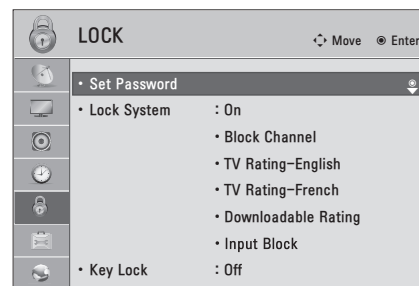 LOCK Move Enter
• Set Password
• Lock System : On
• Block Channel
• TV Rating-English
• TV Rating-French
• Downloadable Rating
• Input Block
• Key Lock : Off